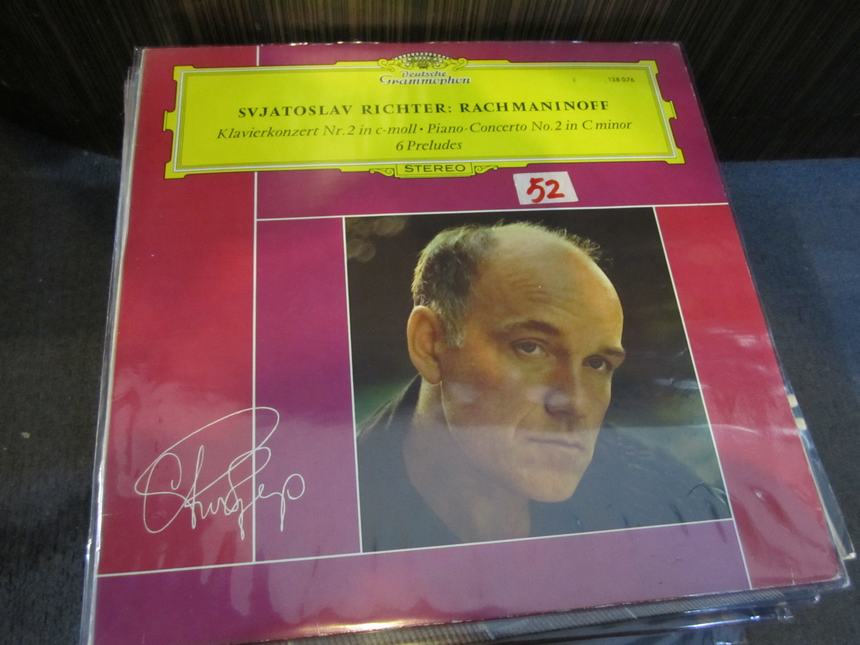 Deutsche
Grammophon
138 076
SVJATOSLAV RICHTER: RACHMANINOFF
Klavierkonzert Nr. 2 in c-moll • Piano-Concerto No. 2 in C minor
6 Preludes
STEREO
52